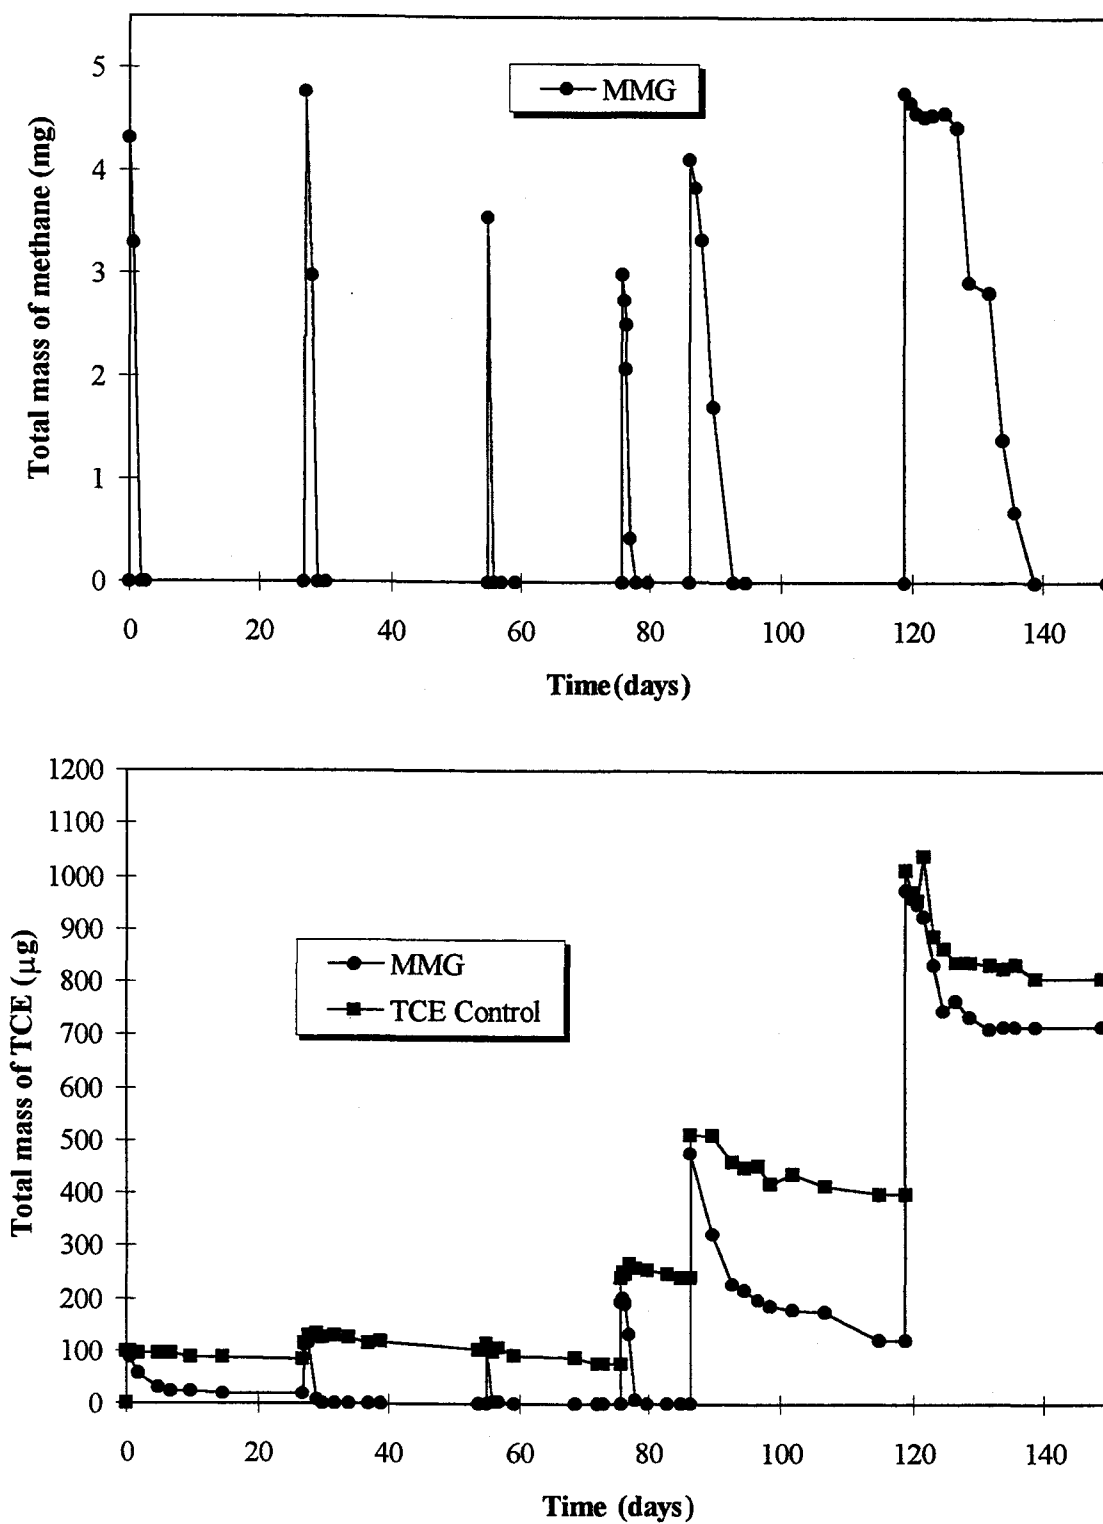 5
4
3
2
1
0
Total mass of methane (mg)
MMG
0 20 40 60 80 100 120 140
Time (days)
1200
1100
1000
900
800
700
600
500
400
300
200
100
0
Total mass of TCE (µg)
MMG
TCE Control
0 20 40 60 80 100 120 140
Time (days)